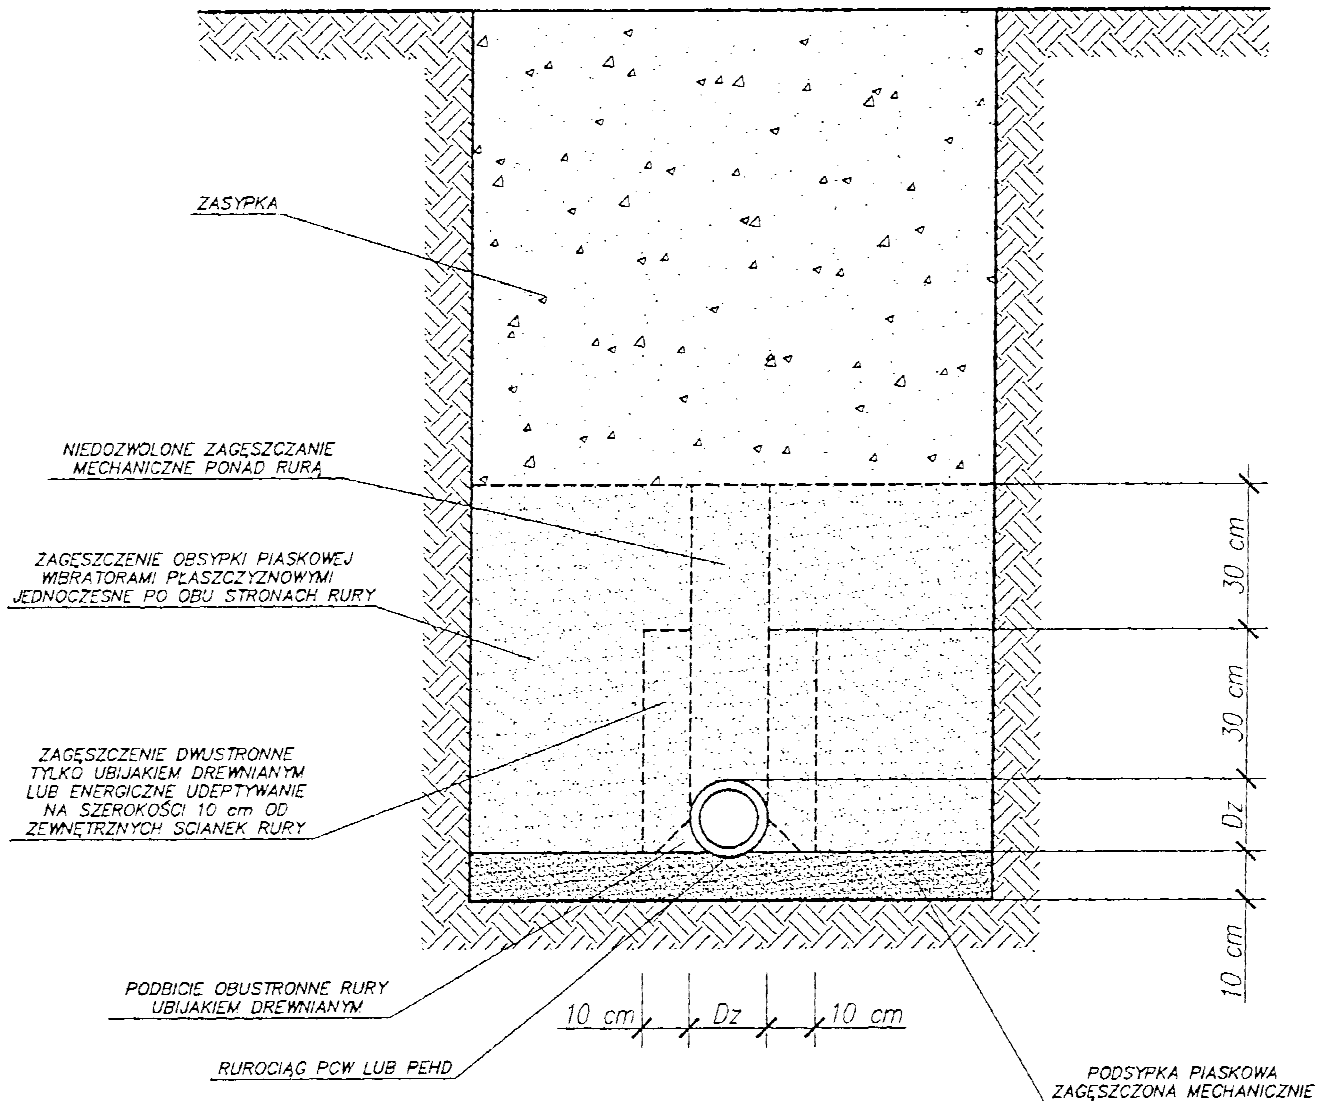 ZASYPKA
NIEDOZWOLONE ZAGĘSZCZANIE
MECHANICZNE PONAD RURĄ
ZAGĘSZCZENIE OBSYPKI PIASKOWEJ
WIBRATORAMI PŁASZCZYZNOWYMI
JEDNOCZESNE PO OBU STRONACH RURY
ZAGĘSZCZENIE DWUSTRONNE
TYLKO UBIJAKIEM DREWNIANYM
LUB ENERGICZNE UDEPTYWANIE
NA SZEROKOŚCI 10 cm OD
ZEWNĘTRZNYCH SCIANEK RURY
PODBICIE OBUSTRONNE RURY
UBIJAKIEM DREWNIANYM
RUROCIĄG PCW LUB PEHD
10 cm Dz 10 cm
30 cm
30 cm
Dz
10 cm
PODSYPKA PIASKOWA
ZAGĘSZCZONA MECHANICZNIE